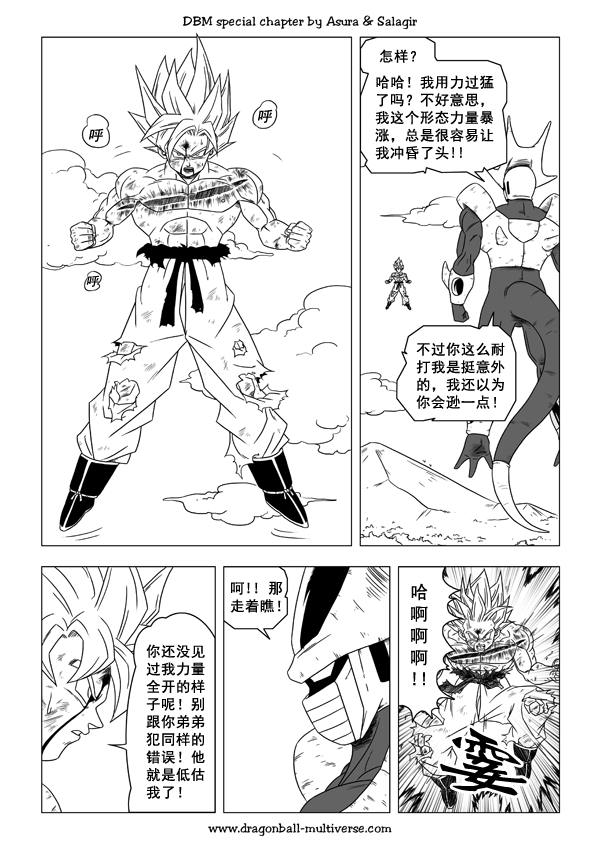 DBM special chapter by Asura & Salagir
呼
呼
呼
怎样？
哈哈！我用力过猛
了吗？不好意思，
我这个形态力量暴
涨，总是很容易让
我冲昏了头!!
不过你这么耐
打我是挺意外
的，我还以为
你会逊一点！
你还没见
过我力量
全开的样
子呢！别
跟你弟弟
犯同样的
错误！他
就是低估
我了！
呵!! 那
走着瞧！
哈啊啊啊!!
www.dragonball-multiverse.com